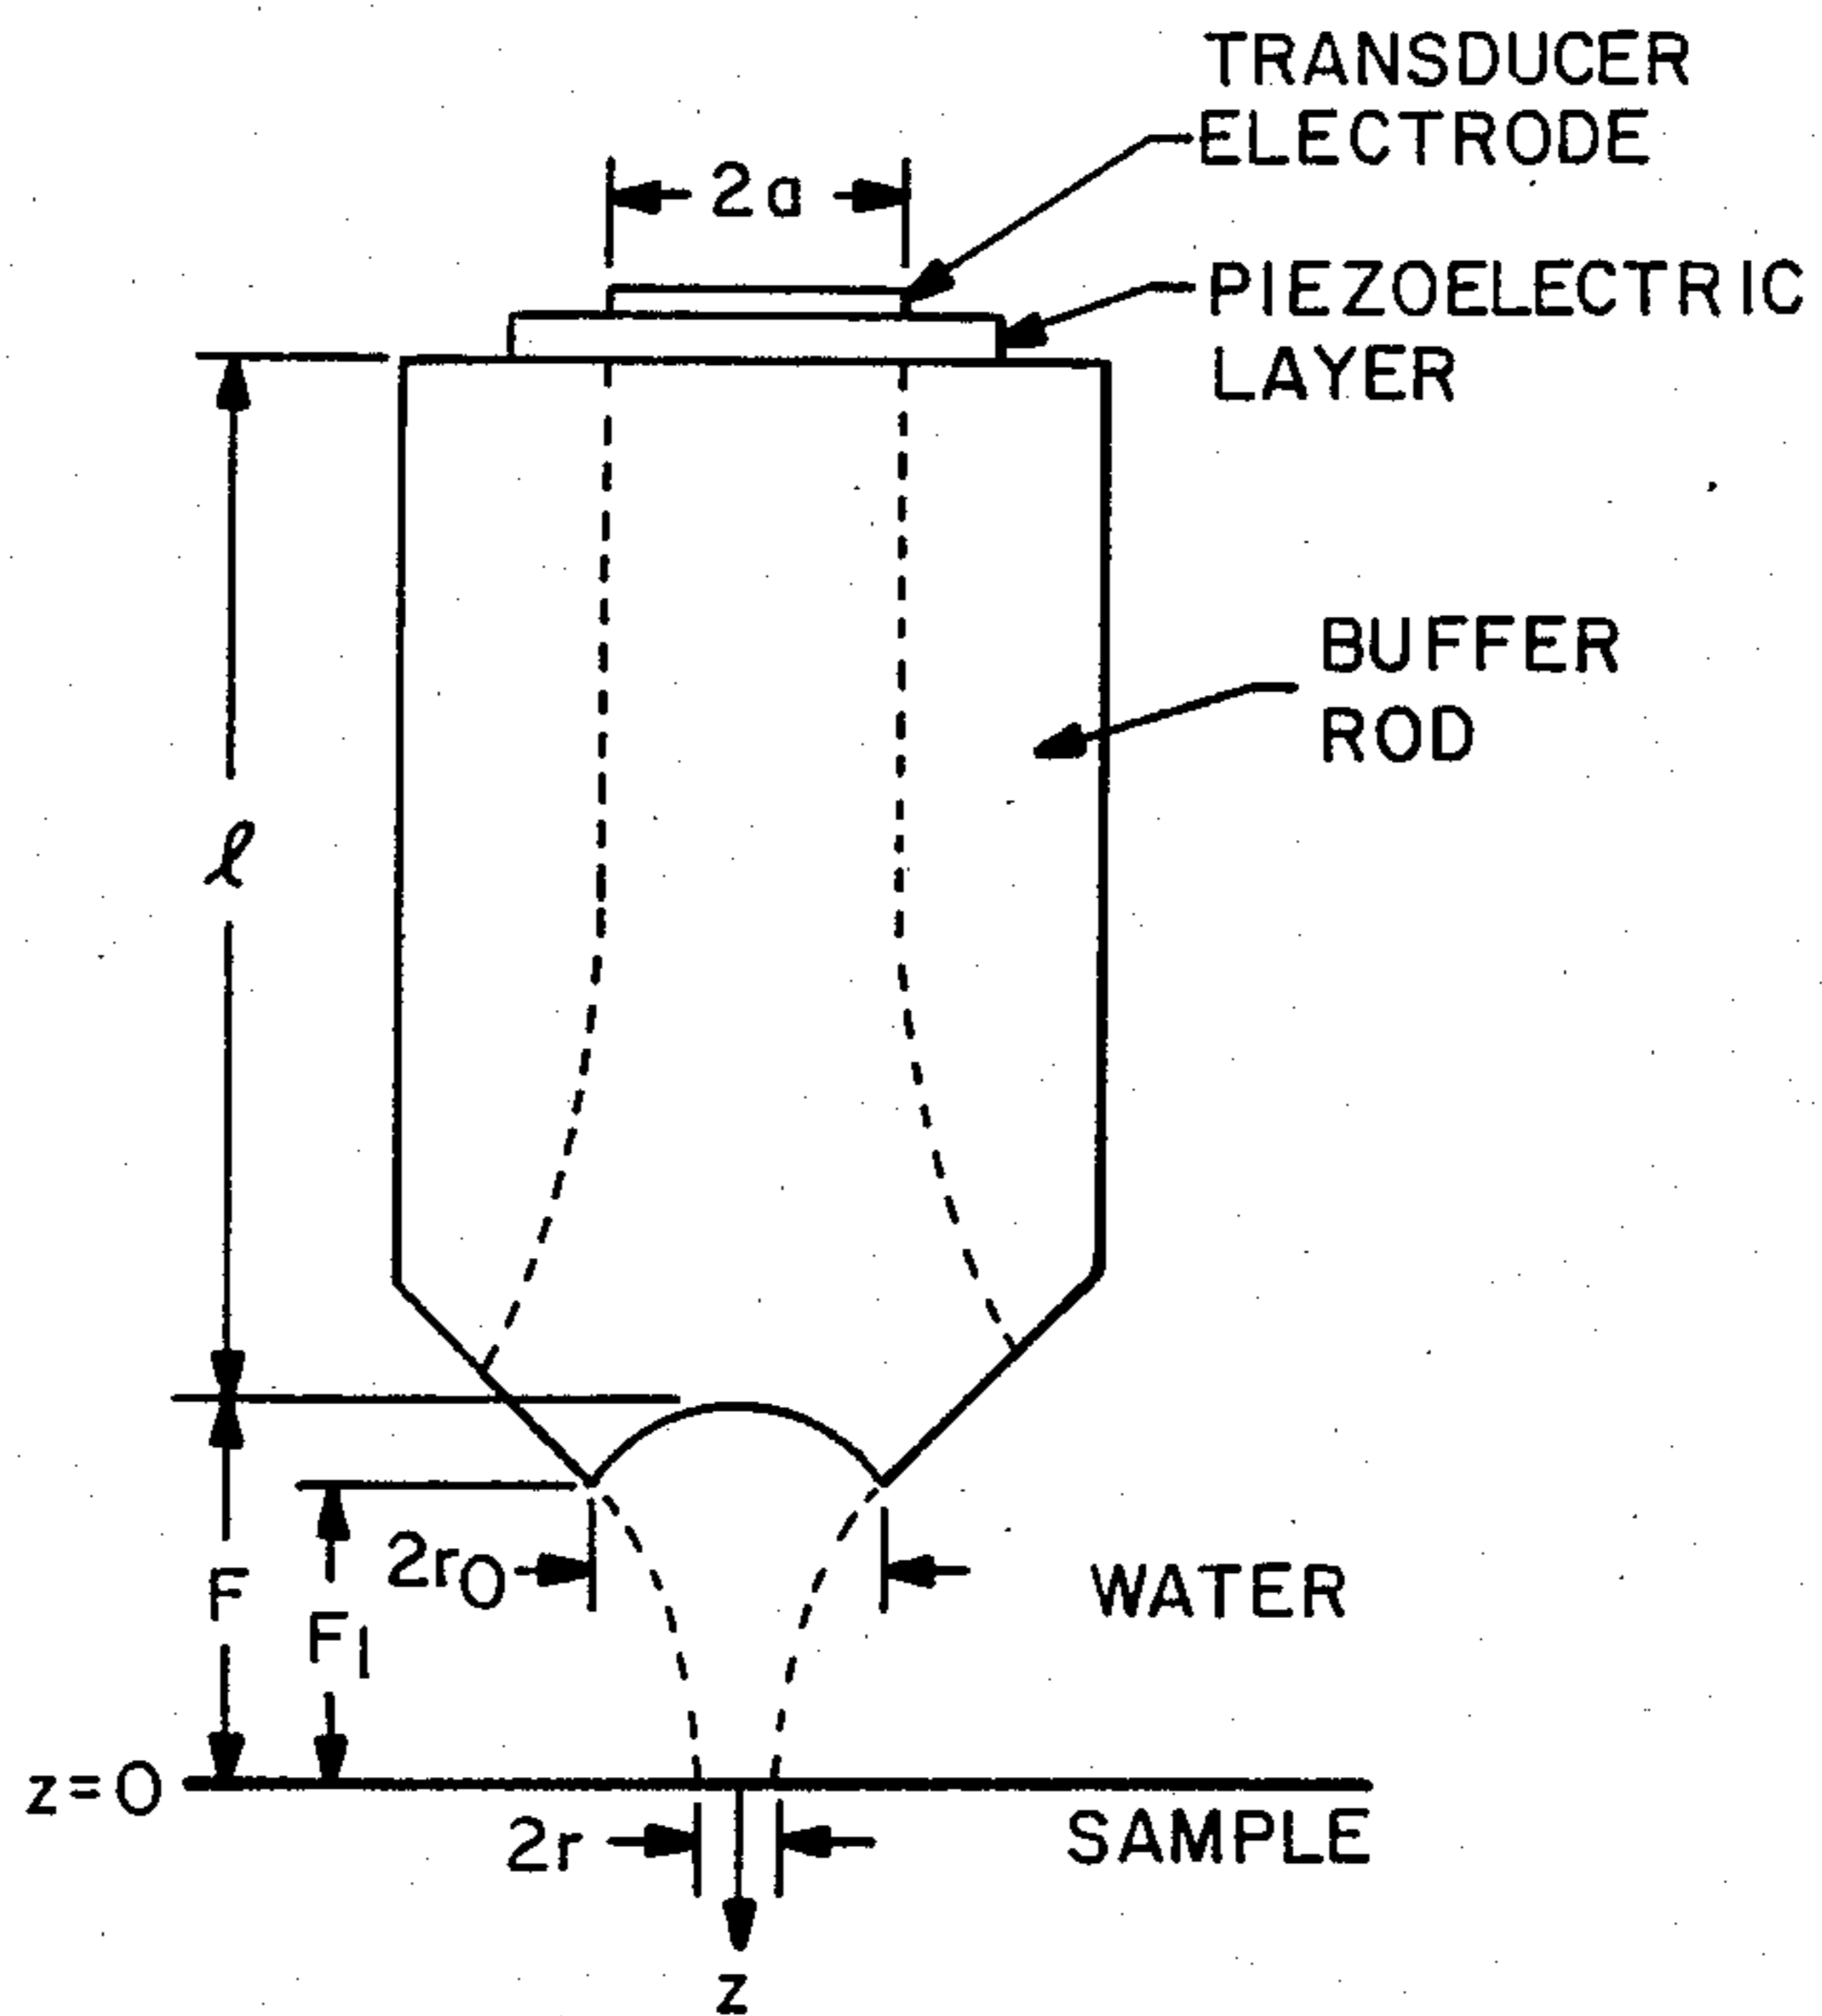 TRANSDUCER
ELECTRODE
2a
PIEZOELECTRIC
LAYER
BUFFER
ROD
ℓ
2r₀
WATER
F
F₁
z=0
2r
SAMPLE
z